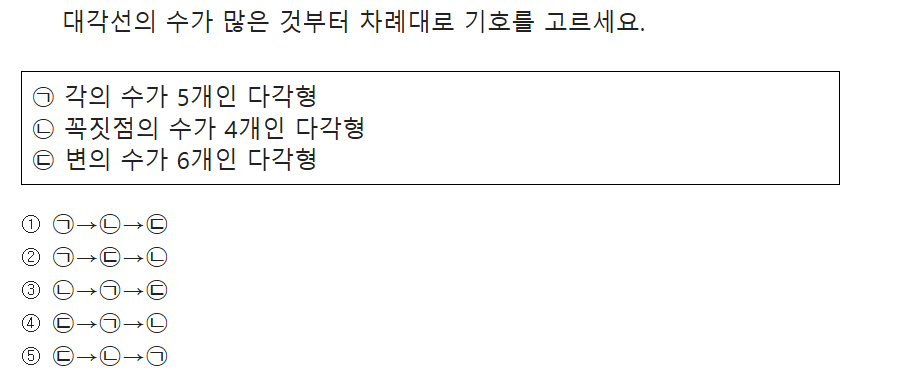 대각선의 수가 많은 것부터 차례대로 기호를 고르세요.
㉠ 각의 수가 5개인 다각형
㉡ 꼭짓점의 수가 4개인 다각형
㉢ 변의 수가 6개인 다각형
① ㉠→㉡→㉢
② ㉠→㉢→㉡
③ ㉡→㉠→㉢
④ ㉢→㉠→㉡
⑤ ㉢→㉡→㉠